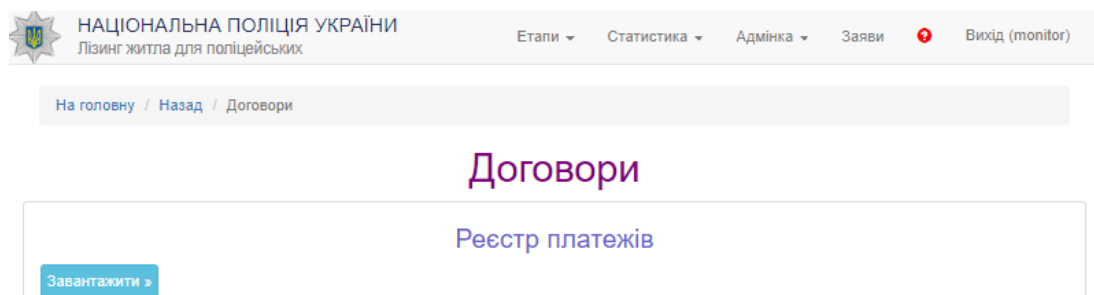 НАЦІОНАЛЬНА ПОЛІЦІЯ УКРАЇНИ
Лізинг житла для поліцейських
Етапи Статистика Адмінка Заяви ? Вихід (monitor)
На головну / Назад / Договори
Договори
Реєстр платежів
Завантажити »